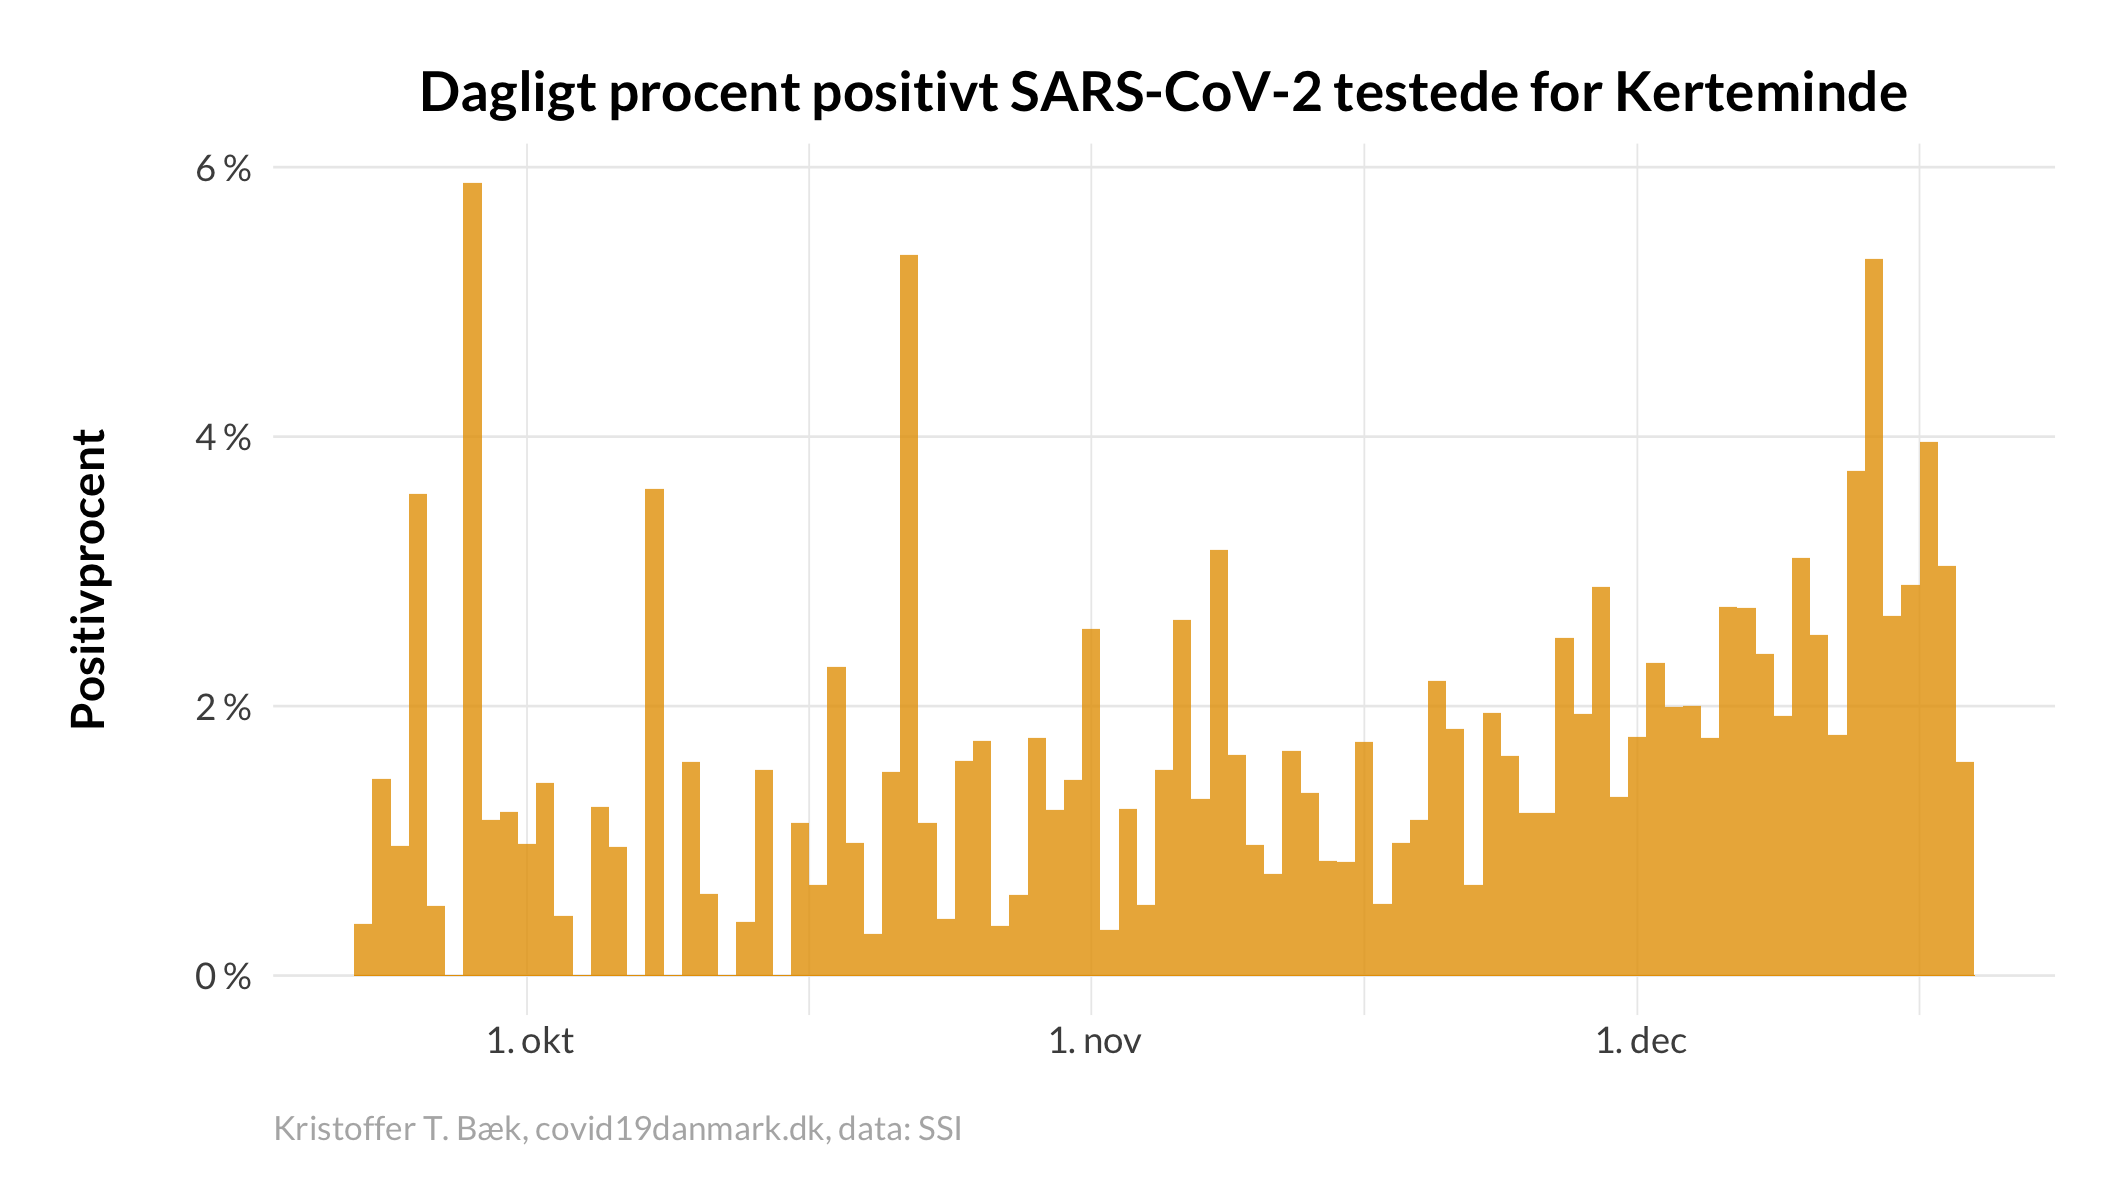 Dagligt procent positivt SARS-CoV-2 testede for Kerteminde
Positivprocent
6 %
4 %
2 %
0 %
1. okt
1. nov
1. dec
Kristoffer T. Bæk, covid19danmark.dk, data: SSI